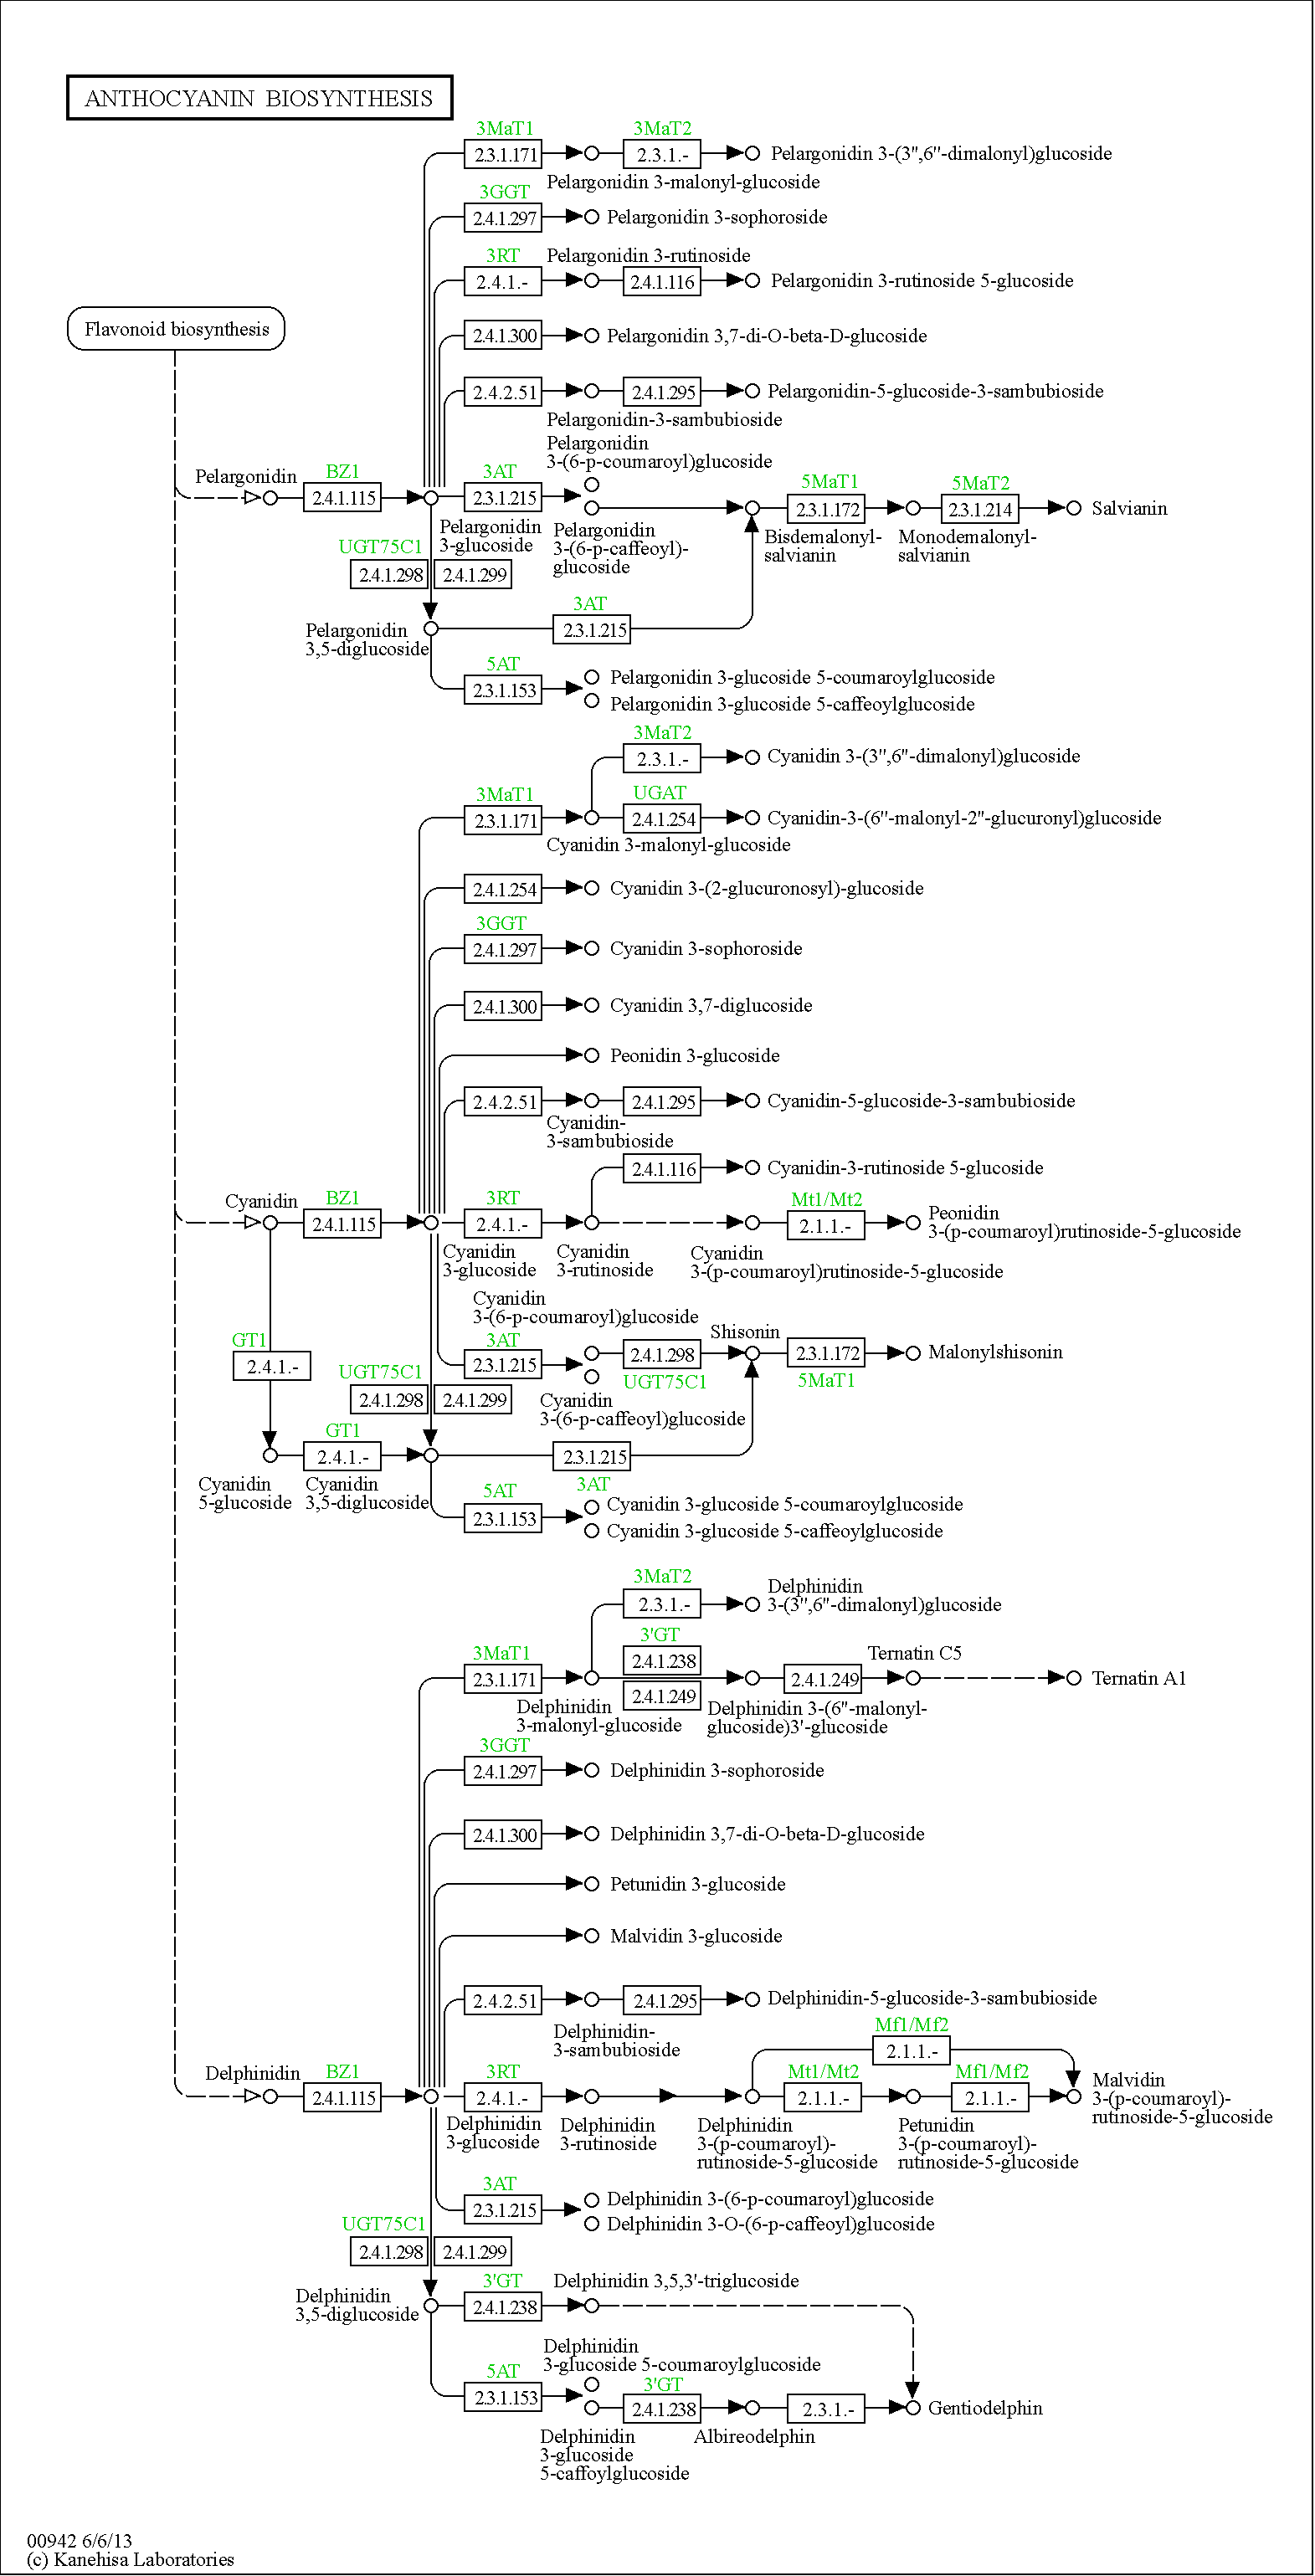 ANTHOCYANIN BIOSYNTHESIS
3MaT1
3MaT2
2.3.1.171
2.3.1.-
Pelargonidin 3-(3",6"-dimalonyl)glucoside
Pelargonidin 3-malonyl-glucoside
3GGT
2.4.1.297
Pelargonidin 3-sophoroside
3RT
Pelargonidin 3-rutinoside
2.4.1.-
2.4.1.116
Pelargonidin 3-rutinoside 5-glucoside
Flavonoid biosynthesis
2.4.1.300
Pelargonidin 3,7-di-O-beta-D-glucoside
2.4.2.51
2.4.1.295
Pelargonidin-5-glucoside-3-sambubioside
Pelargonidin-3-sambubioside
Pelargonidin
3-(6-p-coumaroyl)glucoside
Pelargonidin
BZ1
3AT
5MaT1
5MaT2
2.4.1.115
2.3.1.215
2.3.1.172
2.3.1.214
Salvianin
Pelargonidin
3-glucoside
Pelargonidin
3-(6-p-caffeoyl)-
glucoside
Bisdemalonyl-
salvianin
Monodemalonyl-
salvianin
UGT75C1
2.4.1.298
2.4.1.299
3AT
2.3.1.215
Pelargonidin
3,5-diglucoside
5AT
2.3.1.153
Pelargonidin 3-glucoside 5-coumaroylglucoside
Pelargonidin 3-glucoside 5-caffeoylglucoside
3MaT2
2.3.1.-
Cyanidin 3-(3",6"-dimalonyl)glucoside
3MaT1
UGAT
2.3.1.171
2.4.1.254
Cyanidin-3-(6"-malonyl-2"-glucuronyl)glucoside
Cyanidin 3-malonyl-glucoside
2.4.1.254
Cyanidin 3-(2-glucuronosyl)-glucoside
3GGT
2.4.1.297
Cyanidin 3-sophoroside
2.4.1.300
Cyanidin 3,7-diglucoside
Peonidin 3-glucoside
2.4.2.51
2.4.1.295
Cyanidin-5-glucoside-3-sambubioside
Cyanidin-
3-sambubioside
2.4.1.116
Cyanidin-3-rutinoside 5-glucoside
Cyanidin
BZ1
3RT
Mt1/Mt2
2.4.1.115
2.4.1.-
2.1.1.-
Peonidin
3-(p-coumaroyl)rutinoside-5-glucoside
Cyanidin
3-glucoside
Cyanidin
3-rutinoside
Cyanidin
3-(p-coumaroyl)rutinoside-5-glucoside
Cyanidin
3-(6-p-coumaroyl)glucoside
GT1
2.4.1.-
UGT75C1
2.4.1.298
2.4.1.299
3AT
2.3.1.215
2.4.1.298
UGT75C1
Shisonin
2.3.1.172
5MaT1
Malonylshisonin
Cyanidin
3-(6-p-caffeoyl)glucoside
GT1
2.4.1.-
2.3.1.215
3AT
Cyanidin
5-glucoside
Cyanidin
3,5-diglucoside
5AT
2.3.1.153
Cyanidin 3-glucoside 5-coumaroylglucoside
Cyanidin 3-glucoside 5-caffeoylglucoside
3MaT2
2.3.1.-
Delphinidin
3-(3",6"-dimalonyl)glucoside
3MaT1
3'GT
2.3.1.171
2.4.1.238
2.4.1.249
2.4.1.249
Ternatin C5
Ternatin A1
Delphinidin
3-malonyl-glucoside
Delphinidin 3-(6"-malonyl-
glucoside)3'-glucoside
3GGT
2.4.1.297
Delphinidin 3-sophoroside
2.4.1.300
Delphinidin 3,7-di-O-beta-D-glucoside
Petunidin 3-glucoside
Malvidin 3-glucoside
2.4.2.51
2.4.1.295
Delphinidin-5-glucoside-3-sambubioside
Delphinidin-
3-sambubioside
Mf1/Mf2
2.1.1.-
Delphinidin
BZ1
3RT
Mt1/Mt2
Mf1/Mf2
2.4.1.115
2.4.1.-
2.1.1.-
2.1.1.-
Malvidin
3-(p-coumaroyl)-
rutinoside-5-glucoside
Delphinidin
3-glucoside
Delphinidin
3-rutinoside
Delphinidin
3-(p-coumaroyl)-
rutinoside-5-glucoside
Petunidin
3-(p-coumaroyl)-
rutinoside-5-glucoside
3AT
2.3.1.215
Delphinidin 3-(6-p-coumaroyl)glucoside
Delphinidin 3-O-(6-p-caffeoyl)glucoside
UGT75C1
2.4.1.298
2.4.1.299
3'GT
Delphinidin 3,5,3'-triglucoside
Delphinidin
3,5-diglucoside
2.4.1.238
Delphinidin
3-glucoside 5-coumaroylglucoside
5AT
3'GT
2.3.1.153
2.4.1.238
2.3.1.-
Gentiodelphin
Delphinidin
3-glucoside
5-caffoylglucoside
Albireodelphin
00942 6/6/13
(c) Kanehisa Laboratories